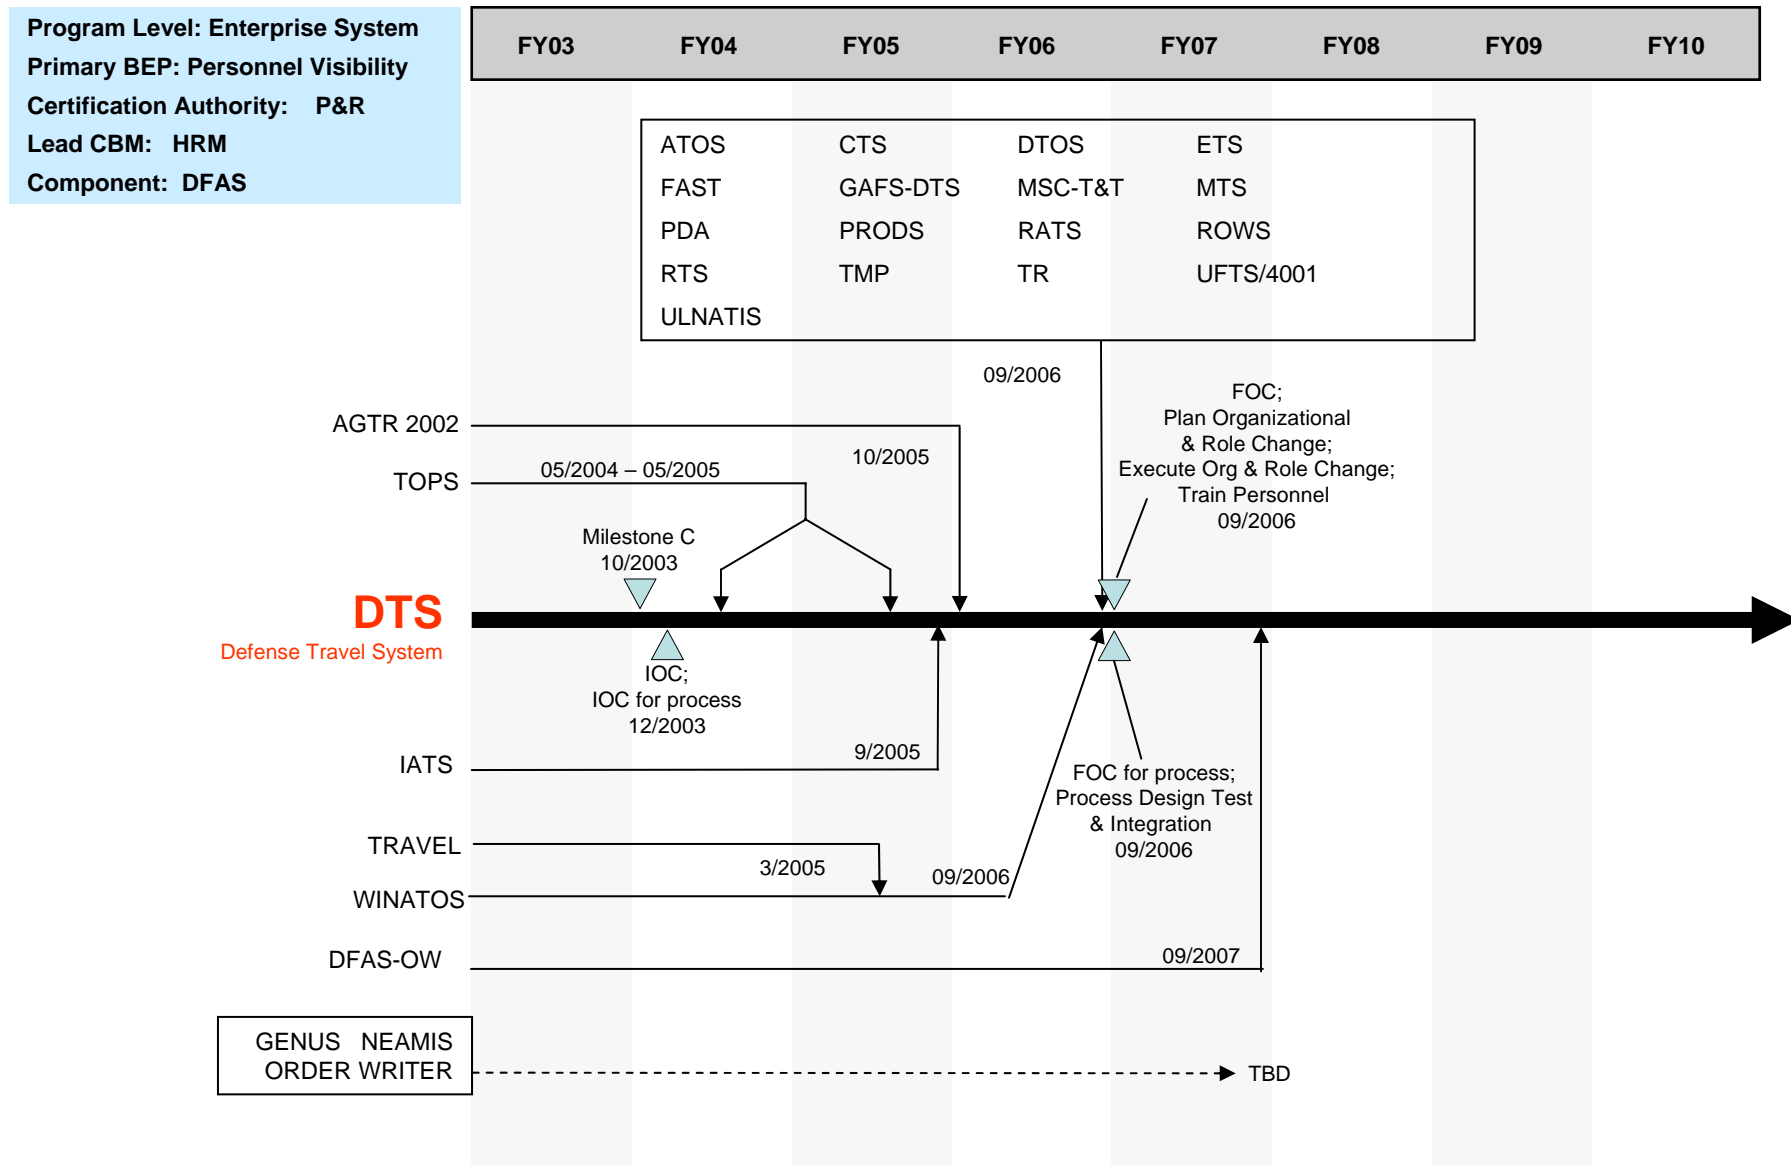 Program Level: Enterprise System
Primary BEP: Personnel Visibility
Certification Authority: P&R
Lead CBM: HRM
Component: DFAS
FY03 FY04 FY05 FY06 FY07 FY08 FY09 FY10
ATOS CTS DTOS ETS
FAST GAFS-DTS MSC-T&T MTS
PDA PRODS RATS ROWS
RTS TMP TR UFTS/4001
ULNATIS
09/2006
FOC;
Plan Organizational
& Role Change;
Execute Org & Role Change;
Train Personnel
09/2006
AGTR 2002
10/2005
TOPS
05/2004 – 05/2005
Milestone C
10/2003
DTS
Defense Travel System
IOC;
IOC for process
12/2003
IATS
9/2005
FOC for process;
Process Design Test
& Integration
09/2006
TRAVEL
3/2005
WINATOS
09/2006
DFAS-OW
09/2007
GENUS NEAMIS
ORDER WRITER
TBD